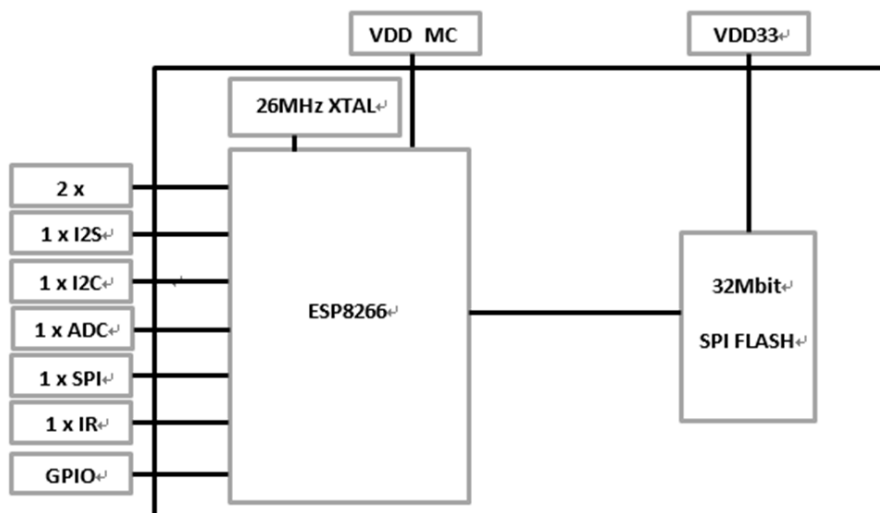 VDD MC
VDD33
26MHz XTAL
2 x
1 x I2S
1 x I2C
1 x ADC
1 x SPI
1 x IR
GPIO
ESP8266
32Mbit
SPI FLASH